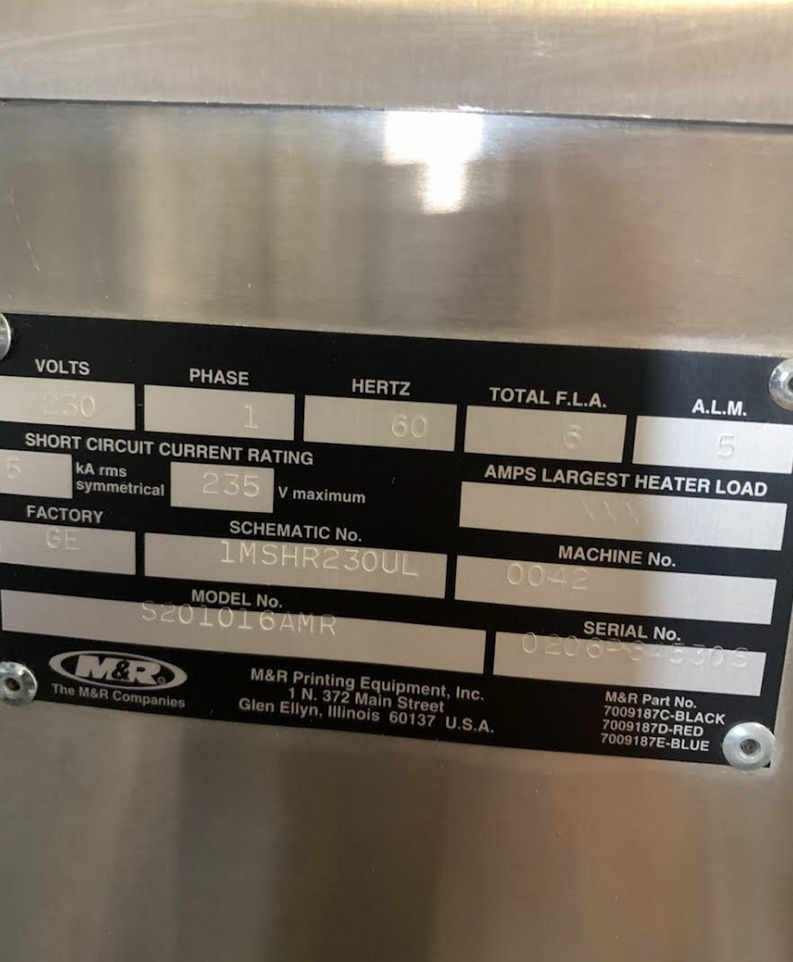 VOLTS PHASE HERTZ TOTAL F.L.A. A.L.M.
230 1 60 6 5
SHORT CIRCUIT CURRENT RATING
5 kA rms symmetrical 235 V maximum
AMPS LARGEST HEATER LOAD
XXX
FACTORY SCHEMATIC No. MACHINE No.
GE 1MSHR230UL 0042
MODEL No. SERIAL No.
S201016AMR
M&R
The M&R Companies
M&R Printing Equipment, Inc.
1 N. 372 Main Street
Glen Ellyn, Illinois 60137 U.S.A.
M&R Part No.
7009187C-BLACK
7009187D-RED
7009187E-BLUE